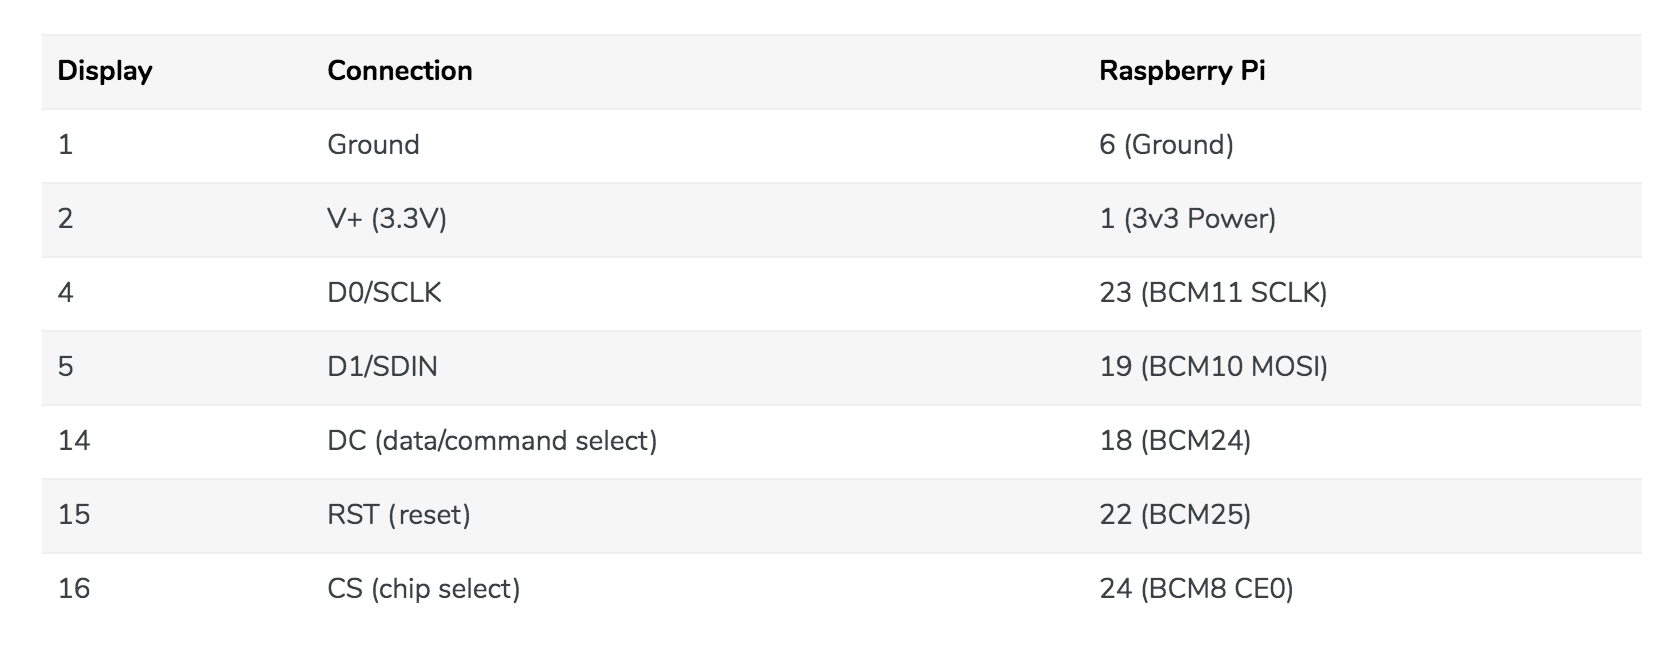 Display Connection Raspberry Pi
1 Ground 6 (Ground)
2 V+ (3.3V) 1 (3v3 Power)
4 D0/SCLK 23 (BCM11 SCLK)
5 D1/SDIN 19 (BCM10 MOSI)
14 DC (data/command select) 18 (BCM24)
15 RST (reset) 22 (BCM25)
16 CS (chip select) 24 (BCM8 CE0)